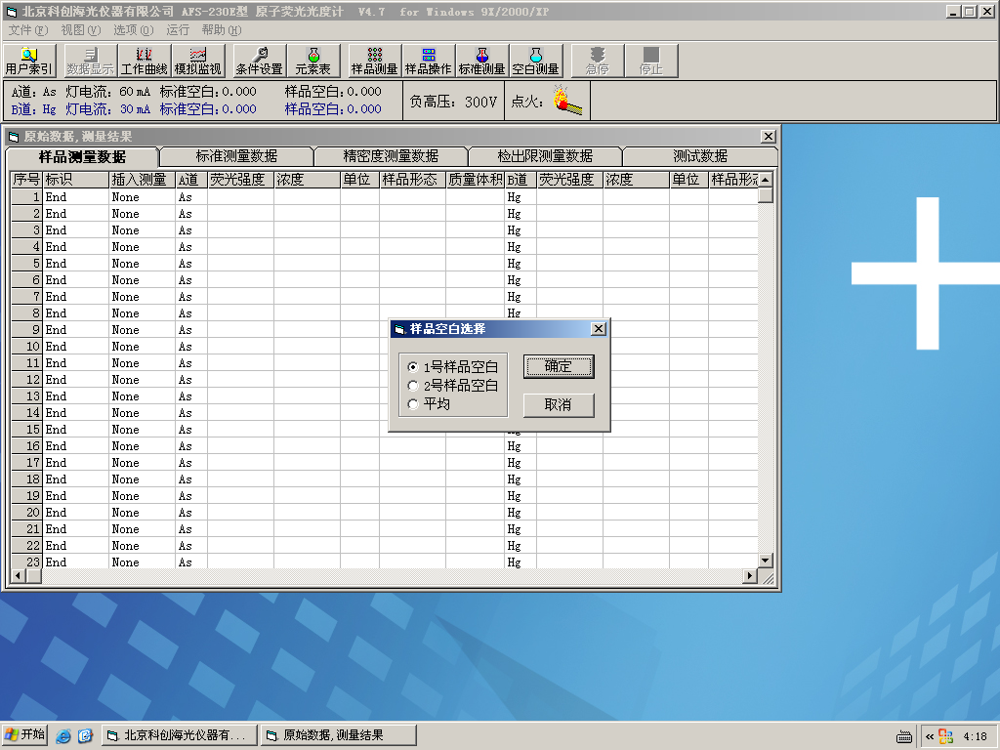 北京科创海光仪器有限公司 AFS-230E型 原子荧光光度计 V4.7 for Windows 9X/2000/XP
文件(F) 视图(V) 选项(O) 运行 帮助(H)
用户索引 数据显示 工作曲线 模拟监视 条件设置 元素表 样品测量 样品操作 标准测量 空白测量 急停 停止
A道: As 灯电流: 60 mA 标准空白:0.000 样品空白:0.000
B道: Hg 灯电流: 30 mA 标准空白:0.000 样品空白:0.000
负高压: 300V 点火:
原始数据,测量结果
样品测量数据 标准测量数据 精密度测量数据 检出限测量数据 测试数据
序号 标识 插入测量 A道 荧光强度 浓度 单位 样品形态 质量体积 B道 荧光强度 浓度 单位 样品形态
1 End None As Hg
2 End None As Hg
3 End None As Hg
4 End None As Hg
5 End None As Hg
6 End None As Hg
7 End None As Hg
8 End None As Hg
9 End None As
10 End None As
11 End None As
12 End None As
13 End None As
14 End None As
15 End None As Hg
16 End None As Hg
17 End None As Hg
18 End None As Hg
19 End None As Hg
20 End None As Hg
21 End None As Hg
22 End None As Hg
23 End None As Hg
样品空白选择
1号样品空白
2号样品空白
平均
确定
取消
开始 北京科创海光仪器有... 原始数据,测量结果 « 4:18